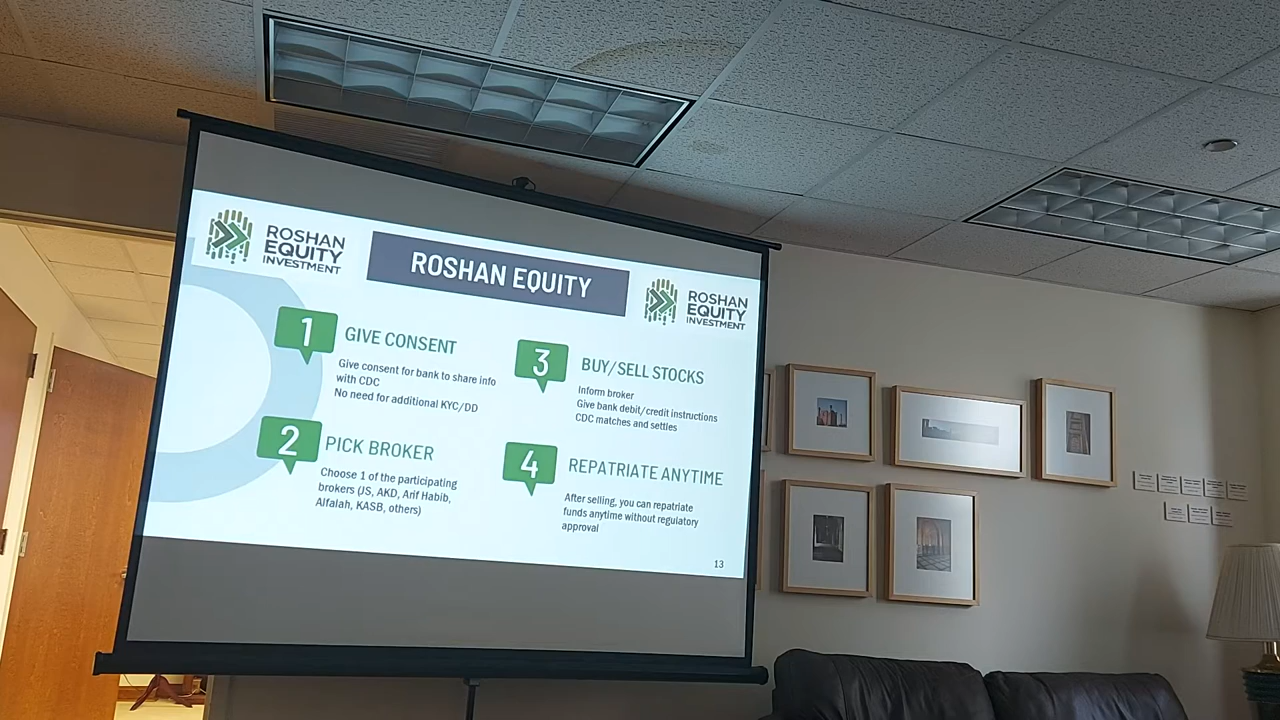 ROSHAN
EQUITY
INVESTMENT
ROSHAN EQUITY
ROSHAN
EQUITY
INVESTMENT
1
GIVE CONSENT
Give consent for bank to share info
with CDC
No need for additional KYC/DD
2
PICK BROKER
Choose 1 of the participating
brokers (JS, AKD, Arif Habib,
Alfalah, KASB, others)
3
BUY/SELL STOCKS
Inform broker
Give bank debit/credit instructions
CDC matches and settles
4
REPATRIATE ANYTIME
After selling, you can repatriate
funds anytime without regulatory
approval
13